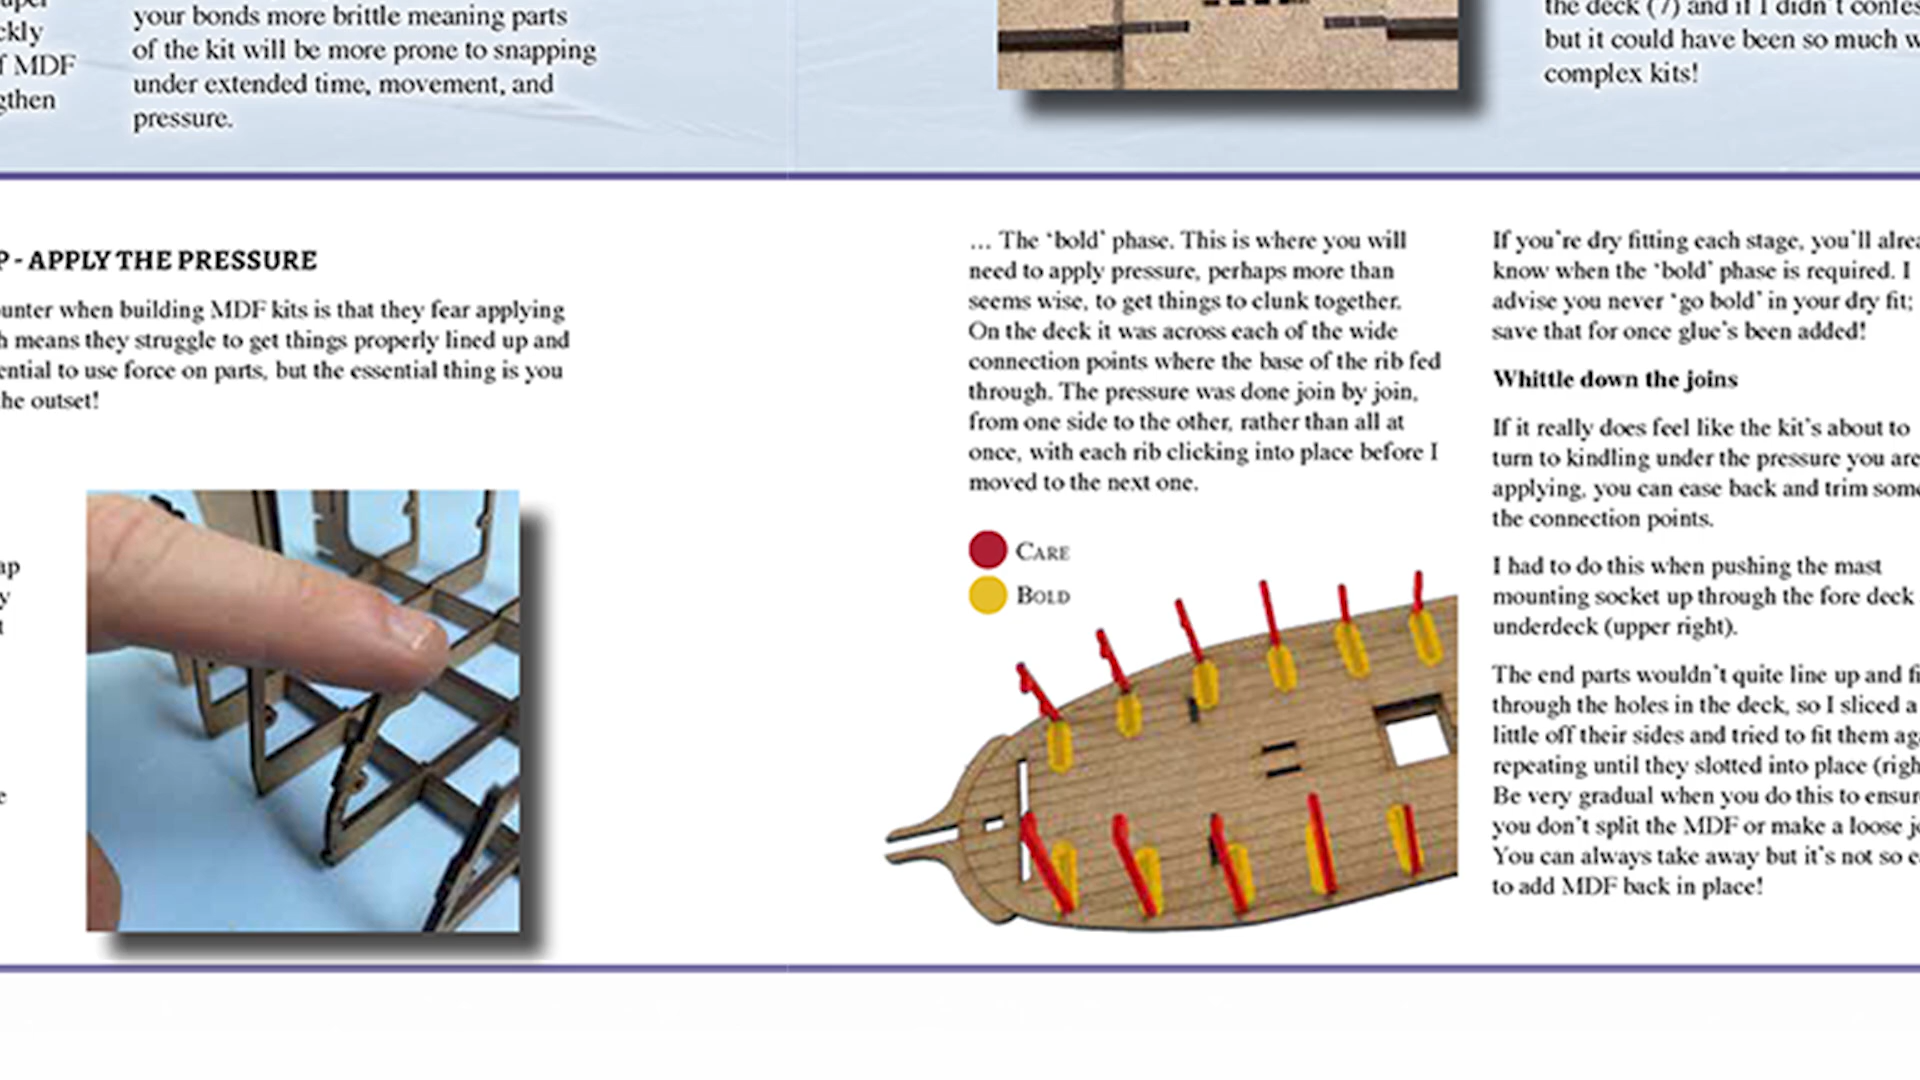 your bonds more brittle meaning parts
of the kit will be more prone to snapping
under extended time, movement, and
pressure.
MDF
the deck (7) and if I didn't
but it could have been so much
complex kits!
- APPLY THE PRESSURE
when building MDF kits is that they fear applying
means they struggle to get things properly lined up and
to use force on parts, but the essential thing is you
the outset!
... The 'bold' phase. This is where you will
need to apply pressure, perhaps more than
seems wise, to get things to clunk together.
On the deck it was across each of the wide
connection points where the base of the rib fed
through. The pressure was done join by join,
from one side to the other, rather than all at
once, with each rib clicking into place before I
moved to the next one.
CARE
BOLD
If you're dry fitting each stage, you'll
know when the 'bold' phase is required. I
advise you never 'go bold' in your dry fit;
save that for once glue's been added!
Whittle down the joins
If it really does feel like the kit's about to
turn to kindling under the pressure you are
applying, you can ease back and trim
the connection points.
I had to do this when pushing the mast
mounting socket up through the fore deck
underdeck (upper right).
The end parts wouldn't quite line up and
through the holes in the deck, so I sliced a
little off their sides and tried to fit them
repeating until they slotted into place
Be very gradual when you do this to
you don't split the MDF or make a loose
You can always take away but it's not so
to add MDF back in place!